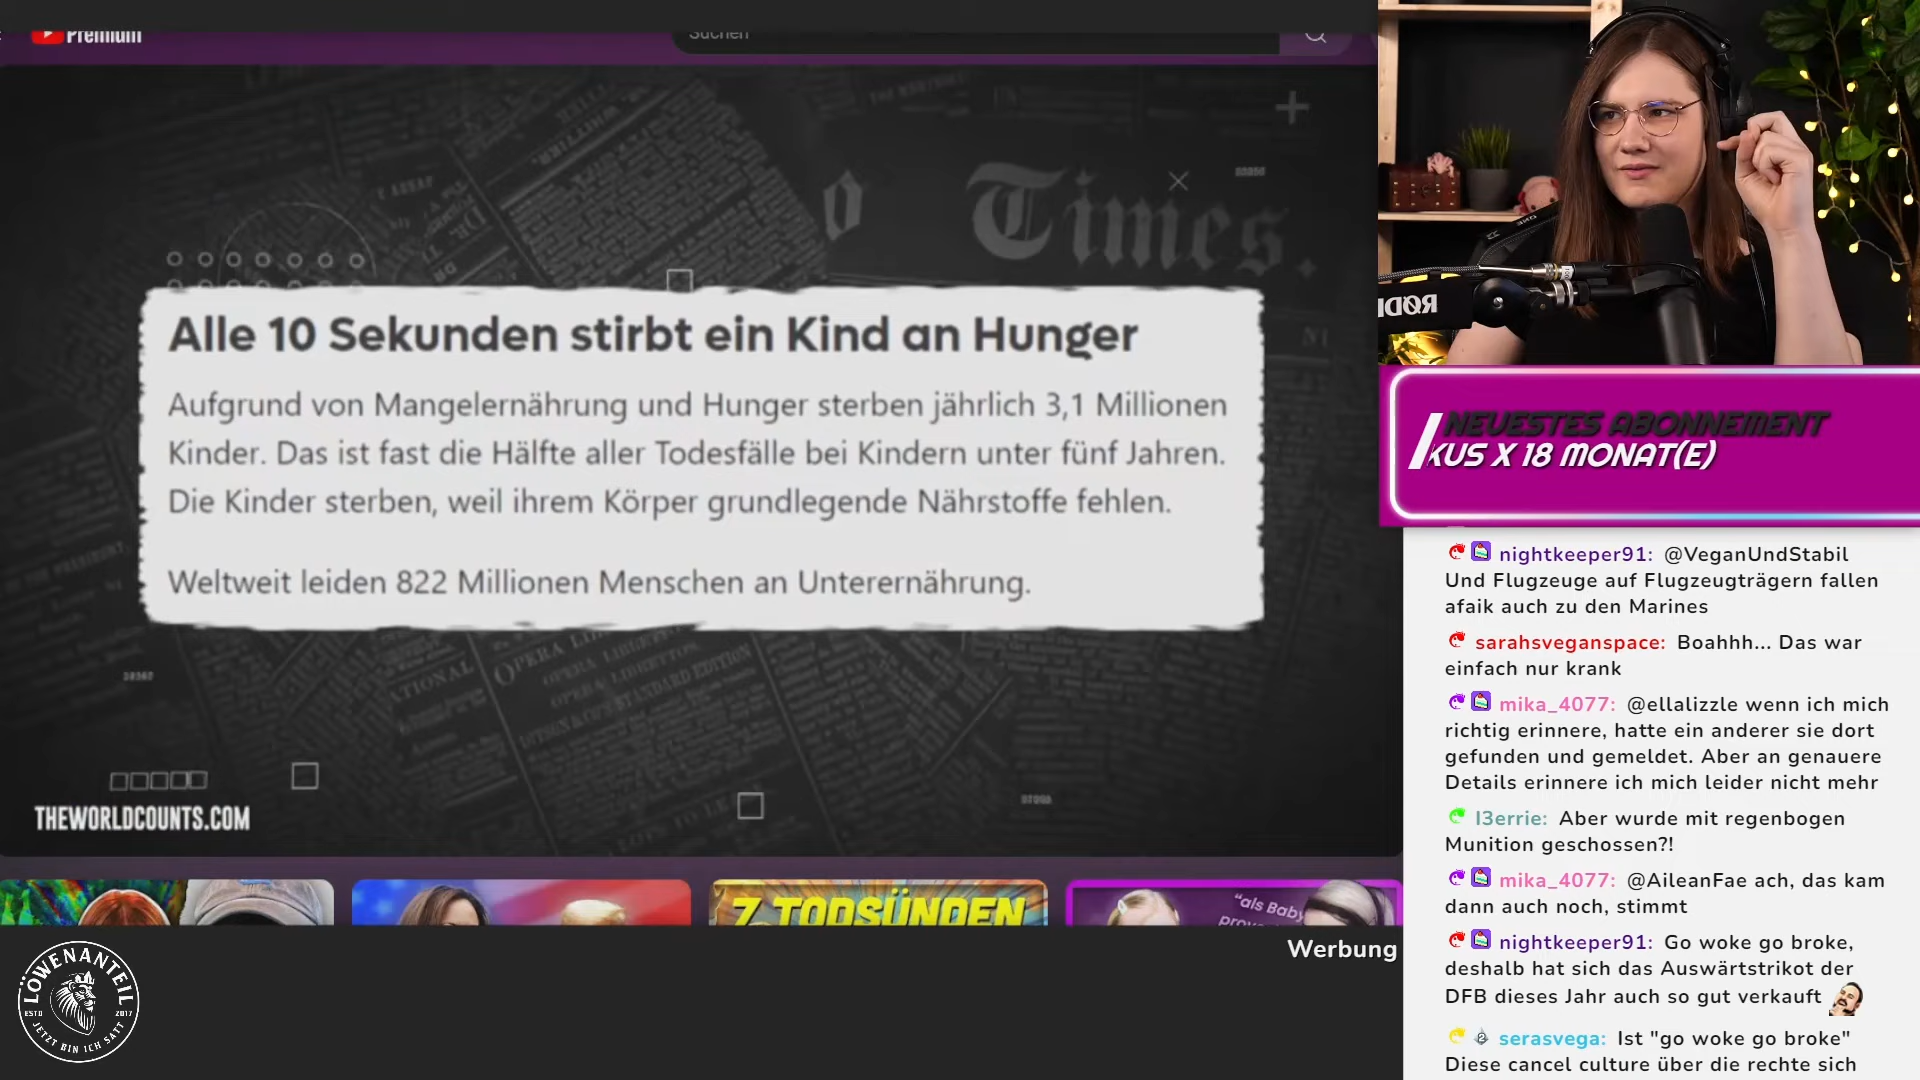 Premium
Suchen
Times.
Alle 10 Sekunden stirbt ein Kind an Hunger
Aufgrund von Mangelernährung und Hunger sterben jährlich 3,1 Millionen
Kinder. Das ist fast die Hälfte aller Todesfälle bei Kindern unter fünf Jahren.
Die Kinder sterben, weil ihrem Körper grundlegende Nährstoffe fehlen.
Weltweit leiden 822 Millionen Menschen an Unterernährung.
THEWORLDCOUNTS.COM
7 TODSÜNDEN
"als Baby
Werbung
LÖWENANTEIL
ESTD 2017
JETZT BIN ICH SATT
RØDE
NEUESTES ABONNEMENT
KUS X 18 MONAT(E)
nightkeeper91: @VeganUndStabil
Und Flugzeuge auf Flugzeugträgern fallen
afaik auch zu den Marines
sarahsveganspace: Boahhh... Das war
einfach nur krank
mika_4077: @ellalizzle wenn ich mich
richtig erinnere, hatte ein anderer sie dort
gefunden und gemeldet. Aber an genauere
Details erinnere ich mich leider nicht mehr
l3errie: Aber wurde mit regenbogen
Munition geschossen?!
mika_4077: @AileanFae ach, das kam
dann auch noch, stimmt
nightkeeper91: Go woke go broke,
deshalb hat sich das Auswärtstrikot der
DFB dieses Jahr auch so gut verkauft
serasvega: Ist "go woke go broke"
Diese cancel culture über die rechte sich